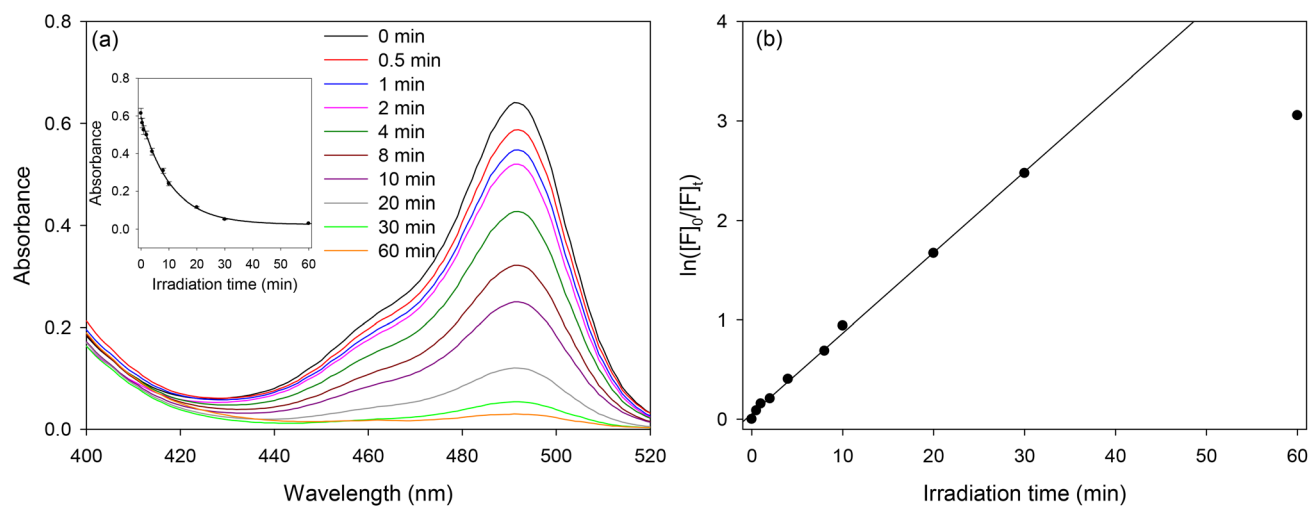 (a)
0.8
0.6
0.4
0.2
0.0
Absorbance
400
420
440
460
480
500
520
Wavelength (nm)
0 min
0.5 min
1 min
2 min
4 min
8 min
10 min
20 min
30 min
60 min
0.8
0.6
0.4
0.2
0.0
Absorbance
0 10 20 30 40 50 60
Irradiation time (min)
(b)
4
3
2
1
0
ln([F]0/[F]t)
0
10
20
30
40
50
60
Irradiation time (min)